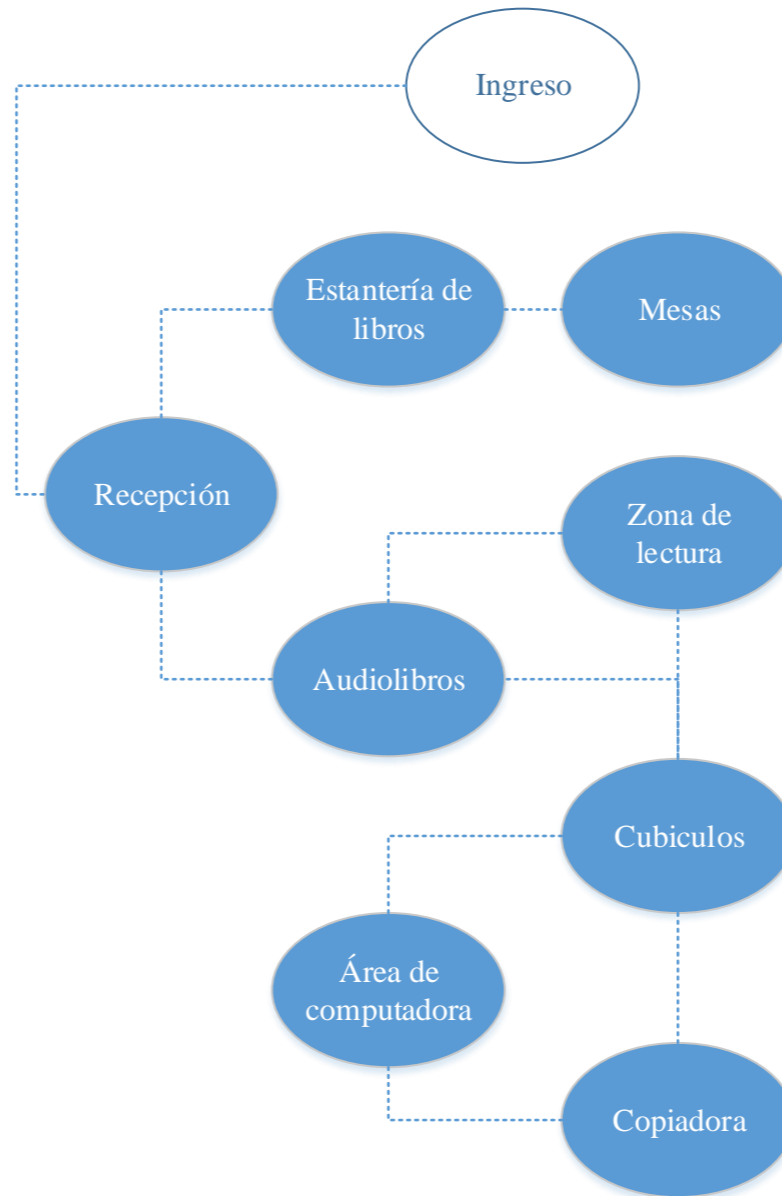 Ingreso
Estantería de
libros
Mesas
Recepción
Zona de
lectura
Audiolibros
Cubiculos
Área de
computadora
Copiadora